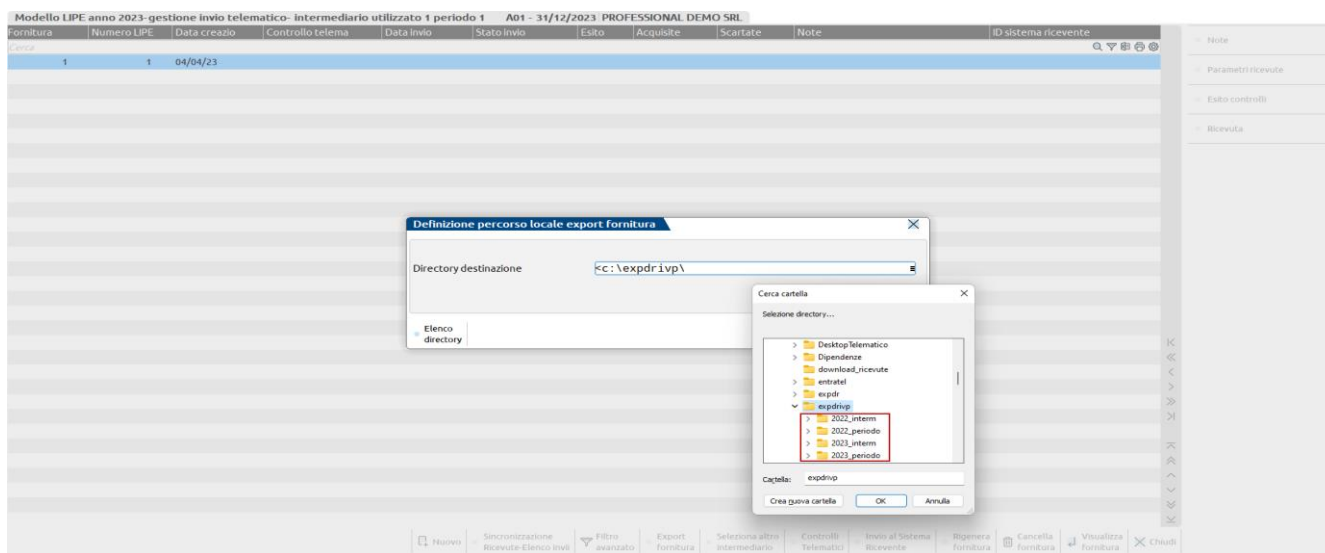 Modello LIPE anno 2023-gestione invio telematico- intermediario utilizzato 1 periodo 1 A01 - 31/12/2023 PROFESSIONAL DEMO SRL
Fornitura Numero LIPE Data creazio Controllo telema Data invio Stato invio Esito Acquisite Scartate Note ID sistema ricevente
Cerca
1 1 04/04/23
Note
Parametri ricevute
Esito controlli
Ricevuta
Definizione percorso locale export fornitura
Directory destinazione <c:\expdrivp\
Elenco
directory
Cerca cartella
Selezione directory...
DesktopTelematico
Dipendenze
download_ricevute
entratel
expdr
expdrivp
2022_interm
2022_periodo
2023_interm
2023_periodo
Cartella: expdrivp
Crea nuova cartella OK Annulla
Nuovo
Sincronizzazione
Ricevute-Elenco invii
Filtro
avanzato
Export
fornitura
Seleziona altro
intermediario
Controlli
Telematici
Invio al Sistema
Ricevente
Rigenera
fornitura
Cancella
fornitura
Visualizza
fornitura
Chiudi